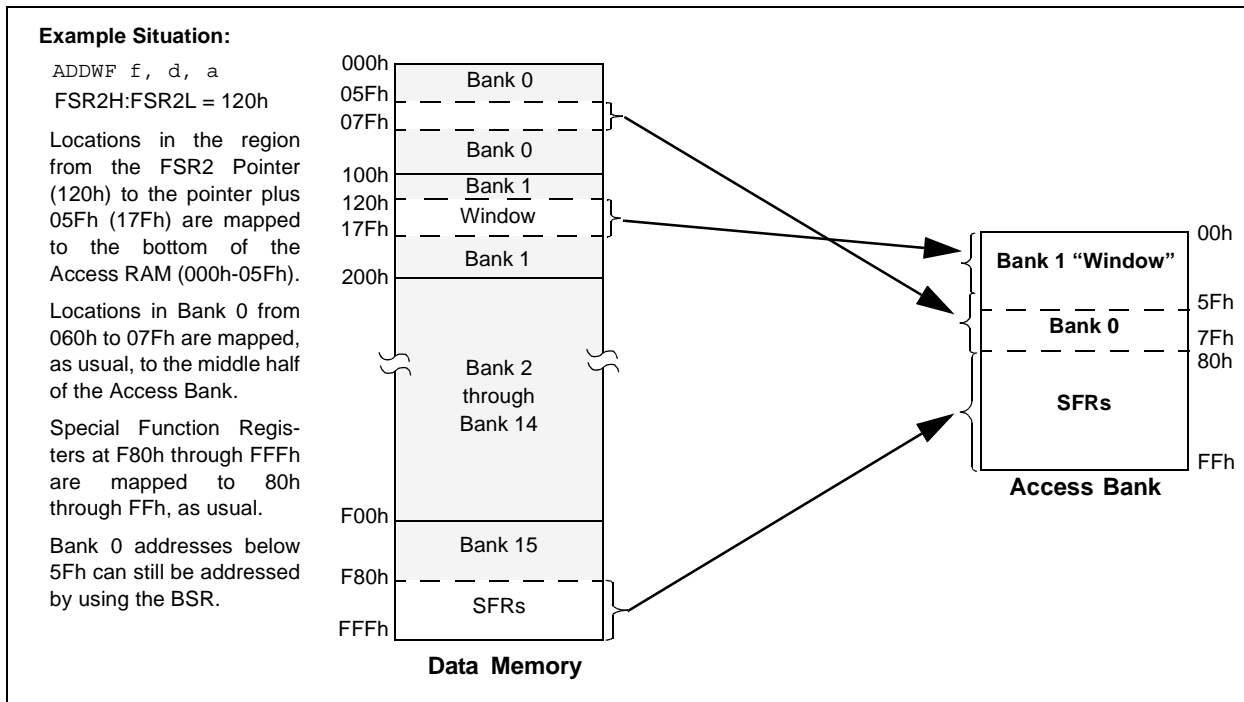 Example Situation:
ADDWF f, d, a
FSR2H:FSR2L = 120h
Locations in the region
from the FSR2 Pointer
(120h) to the pointer plus
05Fh (17Fh) are mapped
to the bottom of the
Access RAM (000h-05Fh).
Locations in Bank 0 from
060h to 07Fh are mapped,
as usual, to the middle half
of the Access Bank.
Special Function Regis-
ters at F80h through FFFh
are mapped to 80h
through FFh, as usual.
Bank 0 addresses below
5Fh can still be addressed
by using the BSR.
000h
05Fh
07Fh
100h
120h
17Fh
200h
F00h
F80h
FFFh
Bank 0
Bank 0
Bank 1
Window
Bank 1
Bank 2
through
Bank 14
Bank 15
SFRs
Data Memory
Bank 1 “Window”
Bank 0
SFRs
00h
5Fh
7Fh
80h
FFh
Access Bank